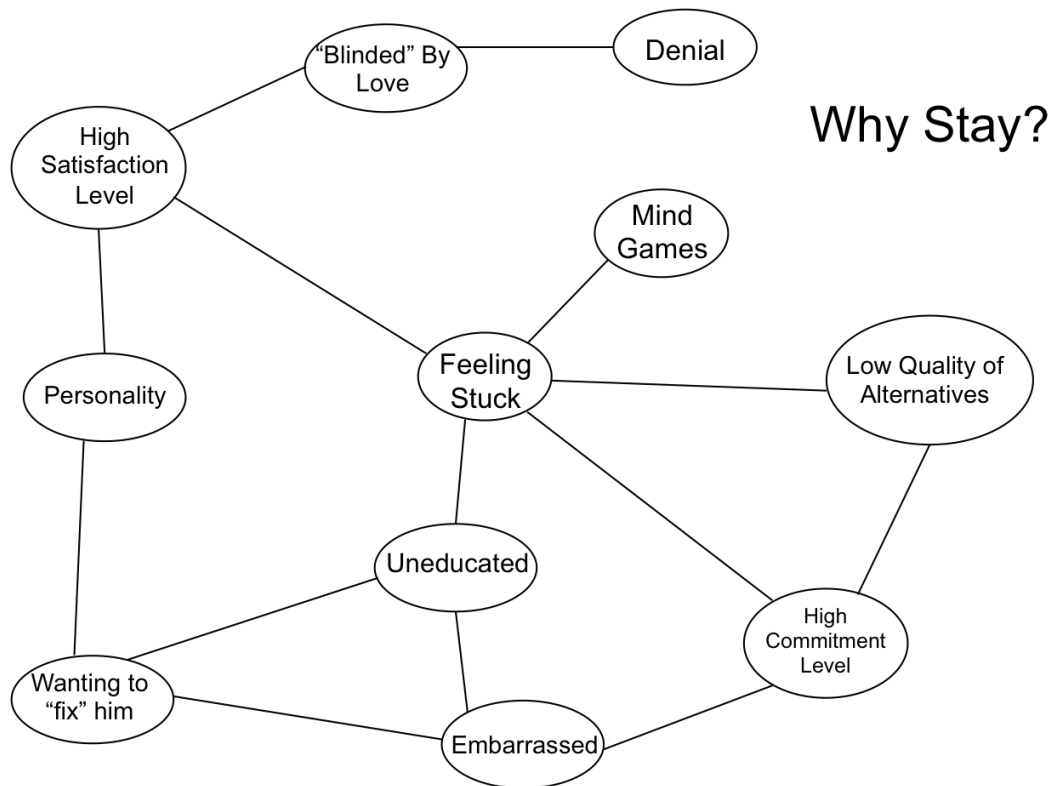 “Blinded” By
Love
Denial
Why Stay?
High
Satisfaction
Level
Mind
Games
Feeling
Stuck
Low Quality of
Alternatives
Personality
Uneducated
High
Commitment
Level
Wanting to
“fix” him
Embarrassed